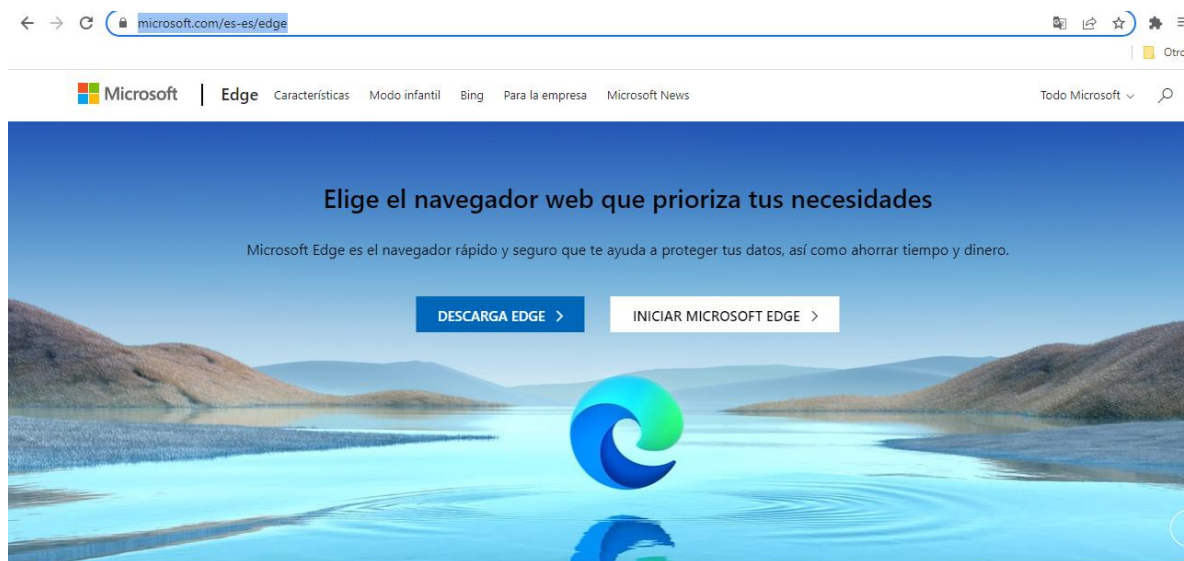 microsoft.com/es-es/edge
Otro
Microsoft Edge Características Modo infantil Bing Para la empresa Microsoft News Todo Microsoft
Elige el navegador web que prioriza tus necesidades
Microsoft Edge es el navegador rápido y seguro que te ayuda a proteger tus datos, así como ahorrar tiempo y dinero.
DESCARGA EDGE INICIAR MICROSOFT EDGE